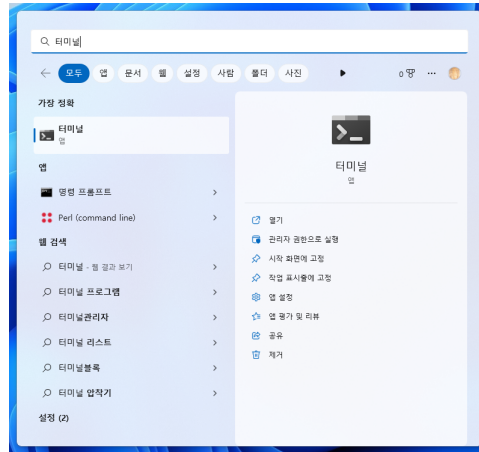 터미널
모두 앱 문서 웹 설정 사람 폴더 사진 0 ...
가장 정확
터미널
앱
앱
명령 프롬프트
Perl (command line)
웹 검색
터미널 - 웹 결과 보기
터미널 프로그램
터미널관리자
터미널 리스트
터미널블록
터미널 압착기
설정 (2)
터미널
앱
열기
관리자 권한으로 실행
시작 화면에 고정
작업 표시줄에 고정
앱 설정
앱 평가 및 리뷰
공유
제거